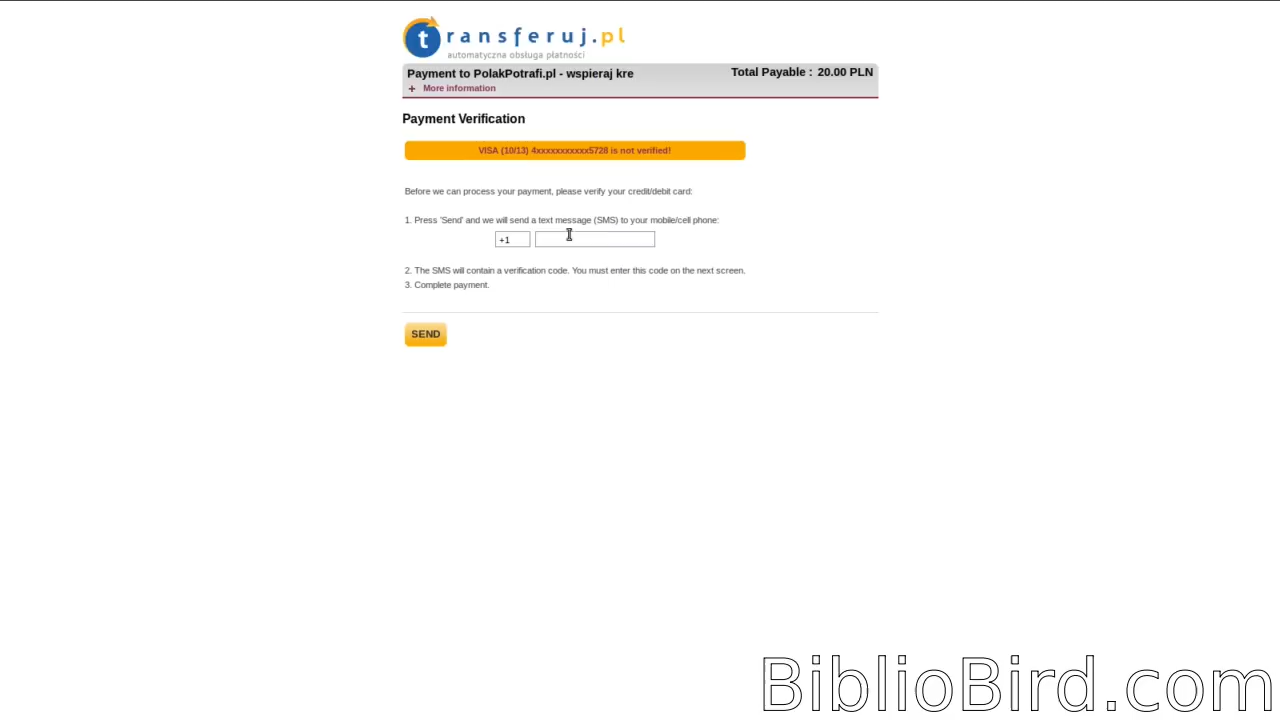 transferuj.pl
automatyczna obsługa płatności
Payment to PolakPotrafi.pl - wspieraj kre
Total Payable : 20.00 PLN
+ More information
Payment Verification
VISA (10/13) 4xxxxxxxxxxx5728 is not verified!
Before we can process your payment, please verify your credit/debit card:
1. Press 'Send' and we will send a text message (SMS) to your mobile/cell phone:
+1
2. The SMS will contain a verification code. You must enter this code on the next screen.
3. Complete payment.
SEND
BiblioBird.com